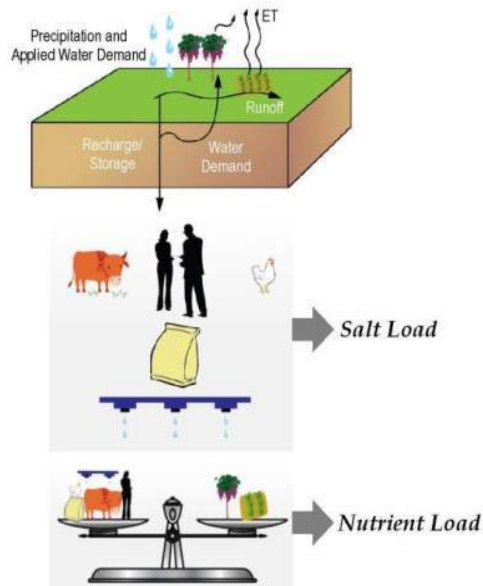 ET
Precipitation and
Applied Water Demand
Runoff
Recharge/
Storage
Water
Demand
Salt Load
Nutrient Load